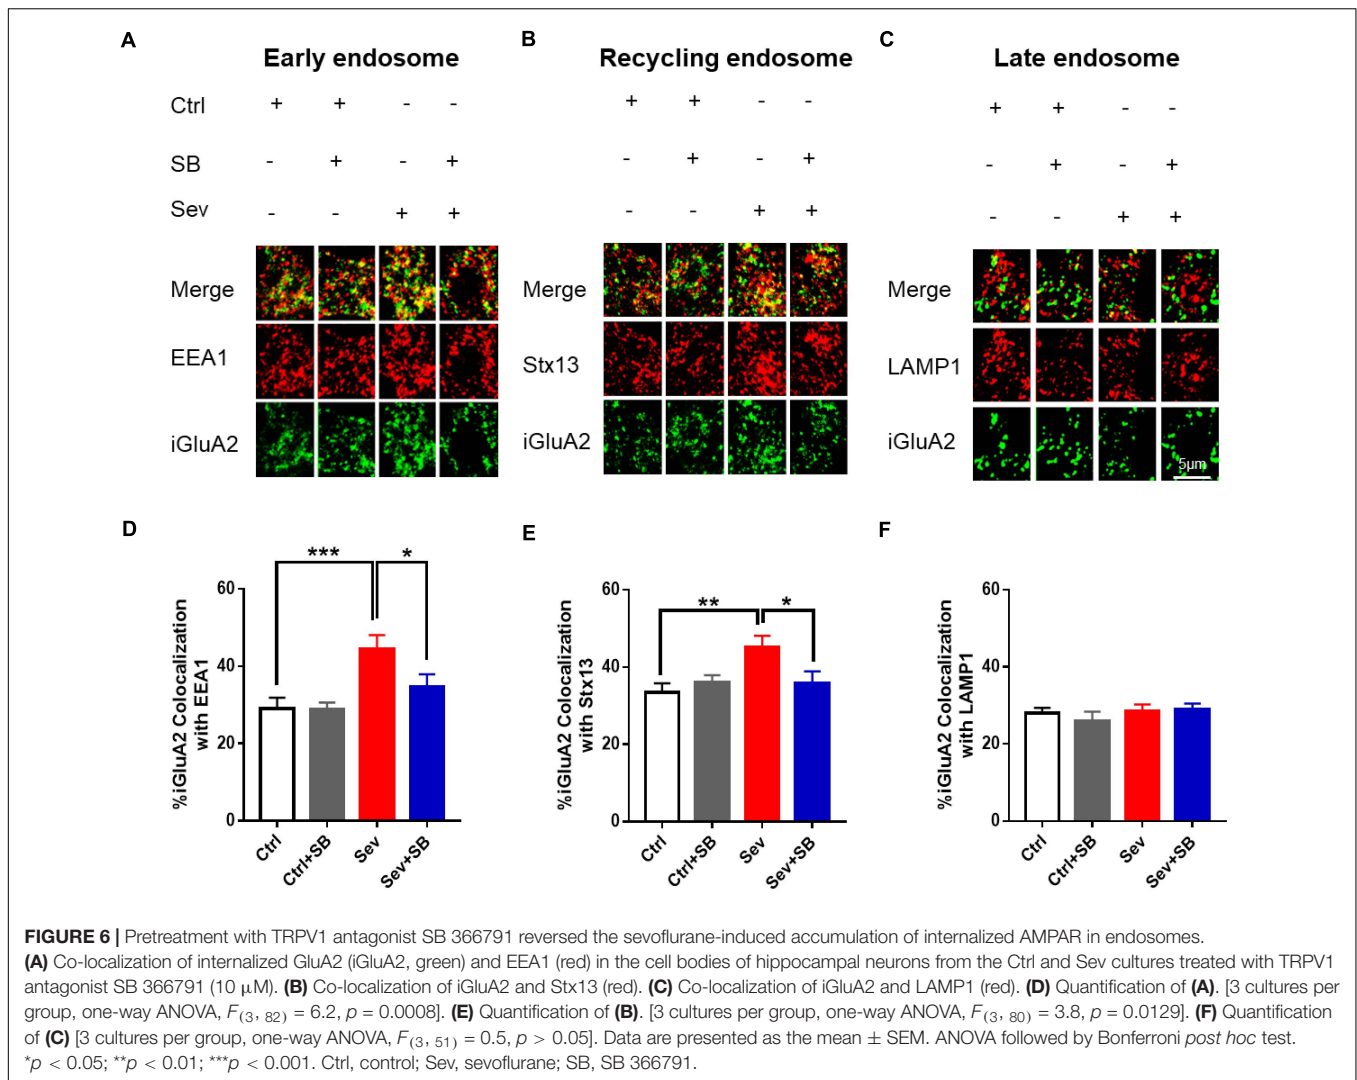 A
Early endosome
Ctrl + + - -
SB - + - +
Sev - - + +
Merge
EEA1
iGluA2
B
Recycling endosome
+ + - -
- + - +
- - + +
Merge
Stx13
iGluA2
C
Late endosome
+ + - -
- + - +
- - + +
Merge
LAMP1
iGluA2
5μm
D
%iGluA2 Colocalization
with EEA1
60
40
20
0
*** *
Ctrl
Ctrl+SB
Sev
Sev+SB
E
%iGluA2 Colocalization
with Stx13
60
40
20
0
** *
Ctrl
Ctrl+SB
Sev
Sev+SB
F
%iGluA2 Colocalization
with LAMP1
60
40
20
0
Ctrl
Ctrl+SB
Sev
Sev+SB
FIGURE 6 | Pretreatment with TRPV1 antagonist SB 366791 reversed the sevoflurane-induced accumulation of internalized AMPAR in endosomes.
(A) Co-localization of internalized GluA2 (iGluA2, green) and EEA1 (red) in the cell bodies of hippocampal neurons from the Ctrl and Sev cultures treated with TRPV1
antagonist SB 366791 (10 μM). (B) Co-localization of iGluA2 and Stx13 (red). (C) Co-localization of iGluA2 and LAMP1 (red). (D) Quantification of (A). [3 cultures per
group, one-way ANOVA, F(3, 82) = 6.2, p = 0.0008]. (E) Quantification of (B). [3 cultures per group, one-way ANOVA, F(3, 80) = 3.8, p = 0.0129]. (F) Quantification
of (C) [3 cultures per group, one-way ANOVA, F(3, 51) = 0.5, p > 0.05]. Data are presented as the mean ± SEM. ANOVA followed by Bonferroni post hoc test.
*p < 0.05; **p < 0.01; ***p < 0.001. Ctrl, control; Sev, sevoflurane; SB, SB 366791.